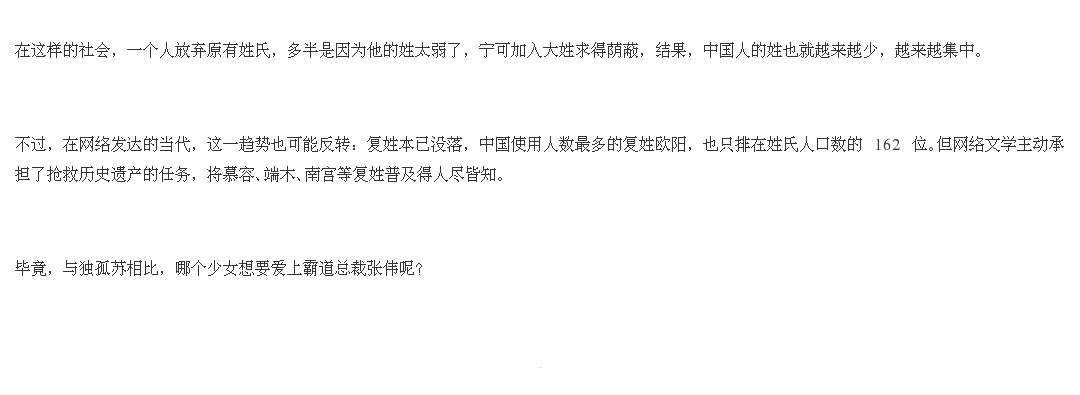 在这样的社会，一个人放弃原有姓氏，多半是因为他的姓太弱了，宁可加入大姓求得荫蔽，结果，中国人的姓也就越来越少，越来越集中。
不过，在网络发达的当代，这一趋势也可能反转：复姓本已没落，中国使用人数最多的复姓欧阳，也只排在姓氏人口数的 162 位。但网络文学主动承
担了抢救历史遗产的任务，将慕容、端木、南宫等复姓普及得人尽皆知。
毕竟，与独孤苏相比，哪个少女想要爱上霸道总裁张伟呢？